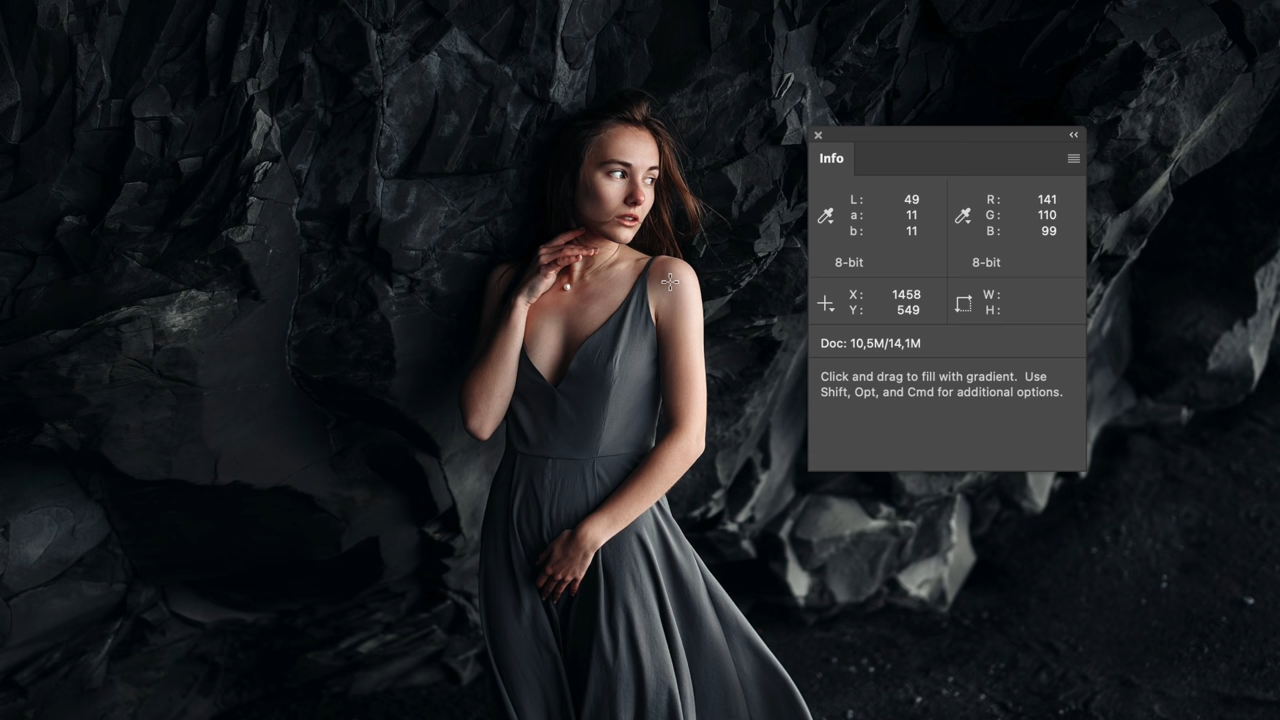 Info
L: 49 R: 141
a: 11 G: 110
b: 11 B: 99
8-bit 8-bit
X: 1458 W:
Y: 549 H:
Doc: 10,5M/14,1M
Click and drag to fill with gradient. Use
Shift, Opt, and Cmd for additional options.